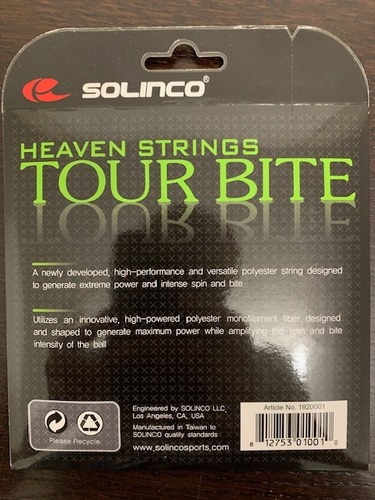 SOLINCO®
HEAVEN STRINGS
TOUR BITE
A newly developed, high-performance and versatile polyester string designed
to generate extreme power and intense spin and bite
Utilizes an innovative, high-powered polyester monofilament fiber designed
and shaped to generate maximum power while amplifying the spin and bite
intensity of the ball
Please Recycle
Engineered by SOLINCO LLC,
Los Angeles, CA, USA
Manufactured in Taiwan to
SOLINCO quality standards
www.solincosports.com
Article No. 1920001
8 12753 01001 0